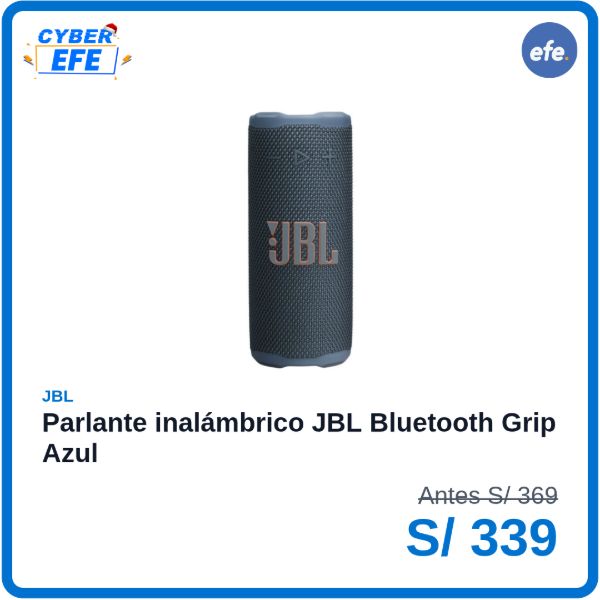 CYBER
EFE
efe.
JBL
JBL
Parlante inalámbrico JBL Bluetooth Grip
Azul
Antes S/ 369
S/ 339